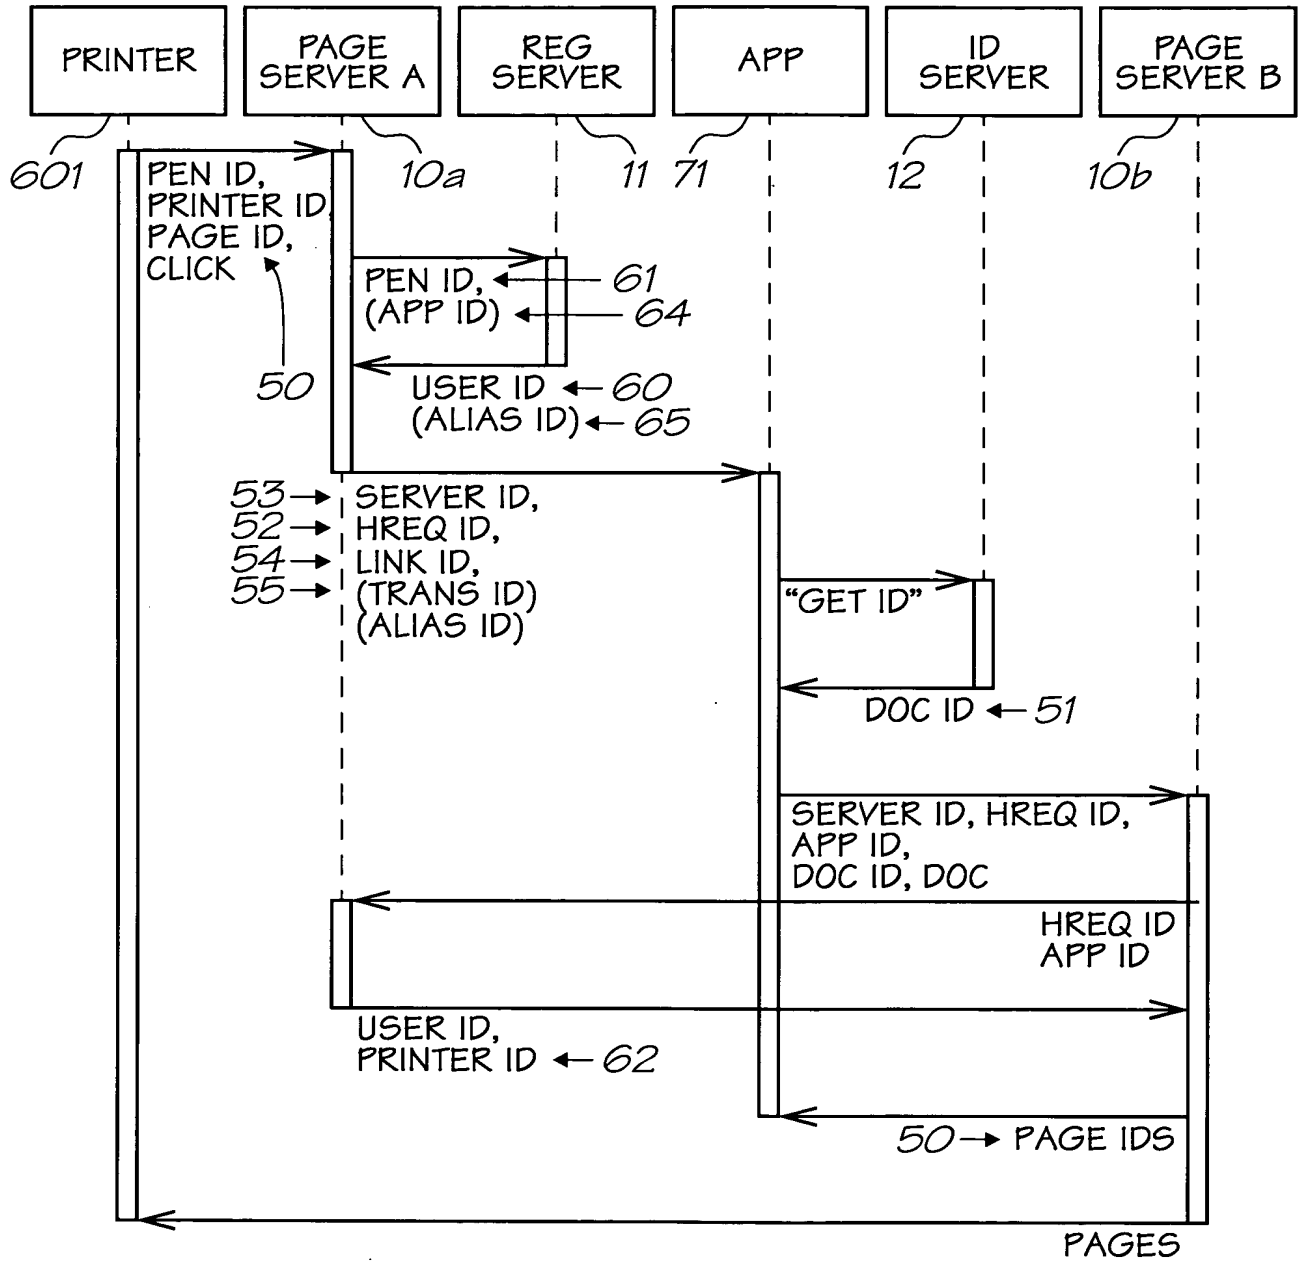 PRINTER
PAGE
SERVER A
REG
SERVER
APP
ID
SERVER
PAGE
SERVER B
601
10a
11
71
12
10b
PEN ID,
PRINTER ID
PAGE ID,
CLICK
50
PEN ID,
61
(APP ID)
64
USER ID
60
(ALIAS ID)
65
53
SERVER ID,
52
HREQ ID,
54
LINK ID,
55
(TRANS ID)
(ALIAS ID)
“GET ID”
DOC ID
51
SERVER ID, HREQ ID,
APP ID,
DOC ID, DOC
HREQ ID
APP ID
USER ID,
PRINTER ID
62
50
PAGE IDS
PAGES